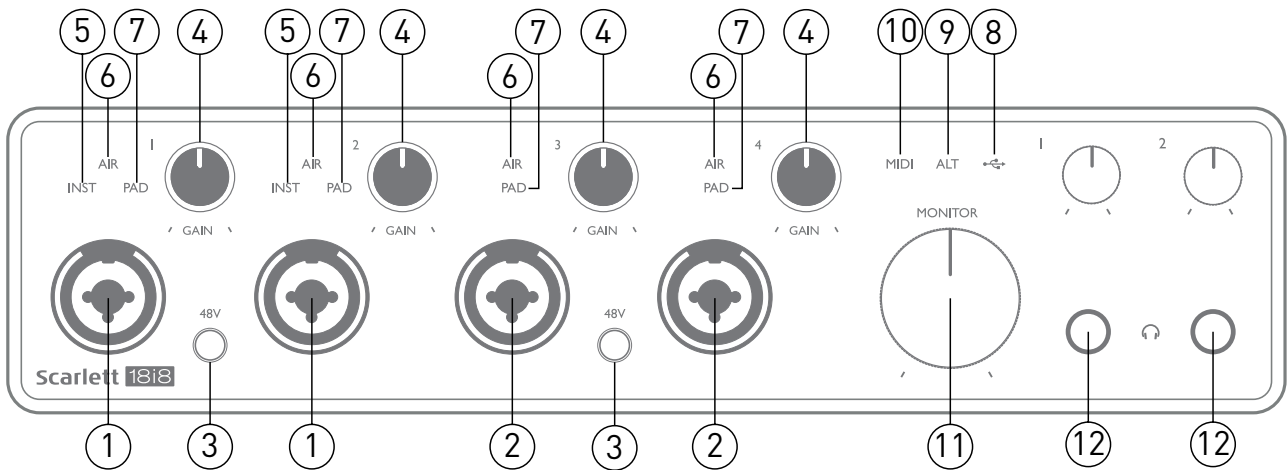 5 7 4 5 7 4 7 4 7 4 10 9 8
6 6 6 6
1 2 3 4 1 2
AIR AIR AIR AIR MIDI ALT
INST PAD INST PAD PAD PAD
MONITOR
GAIN GAIN GAIN GAIN
48V 48V
Scarlett 18i8
1 3 1 2 3 2 11 12 12